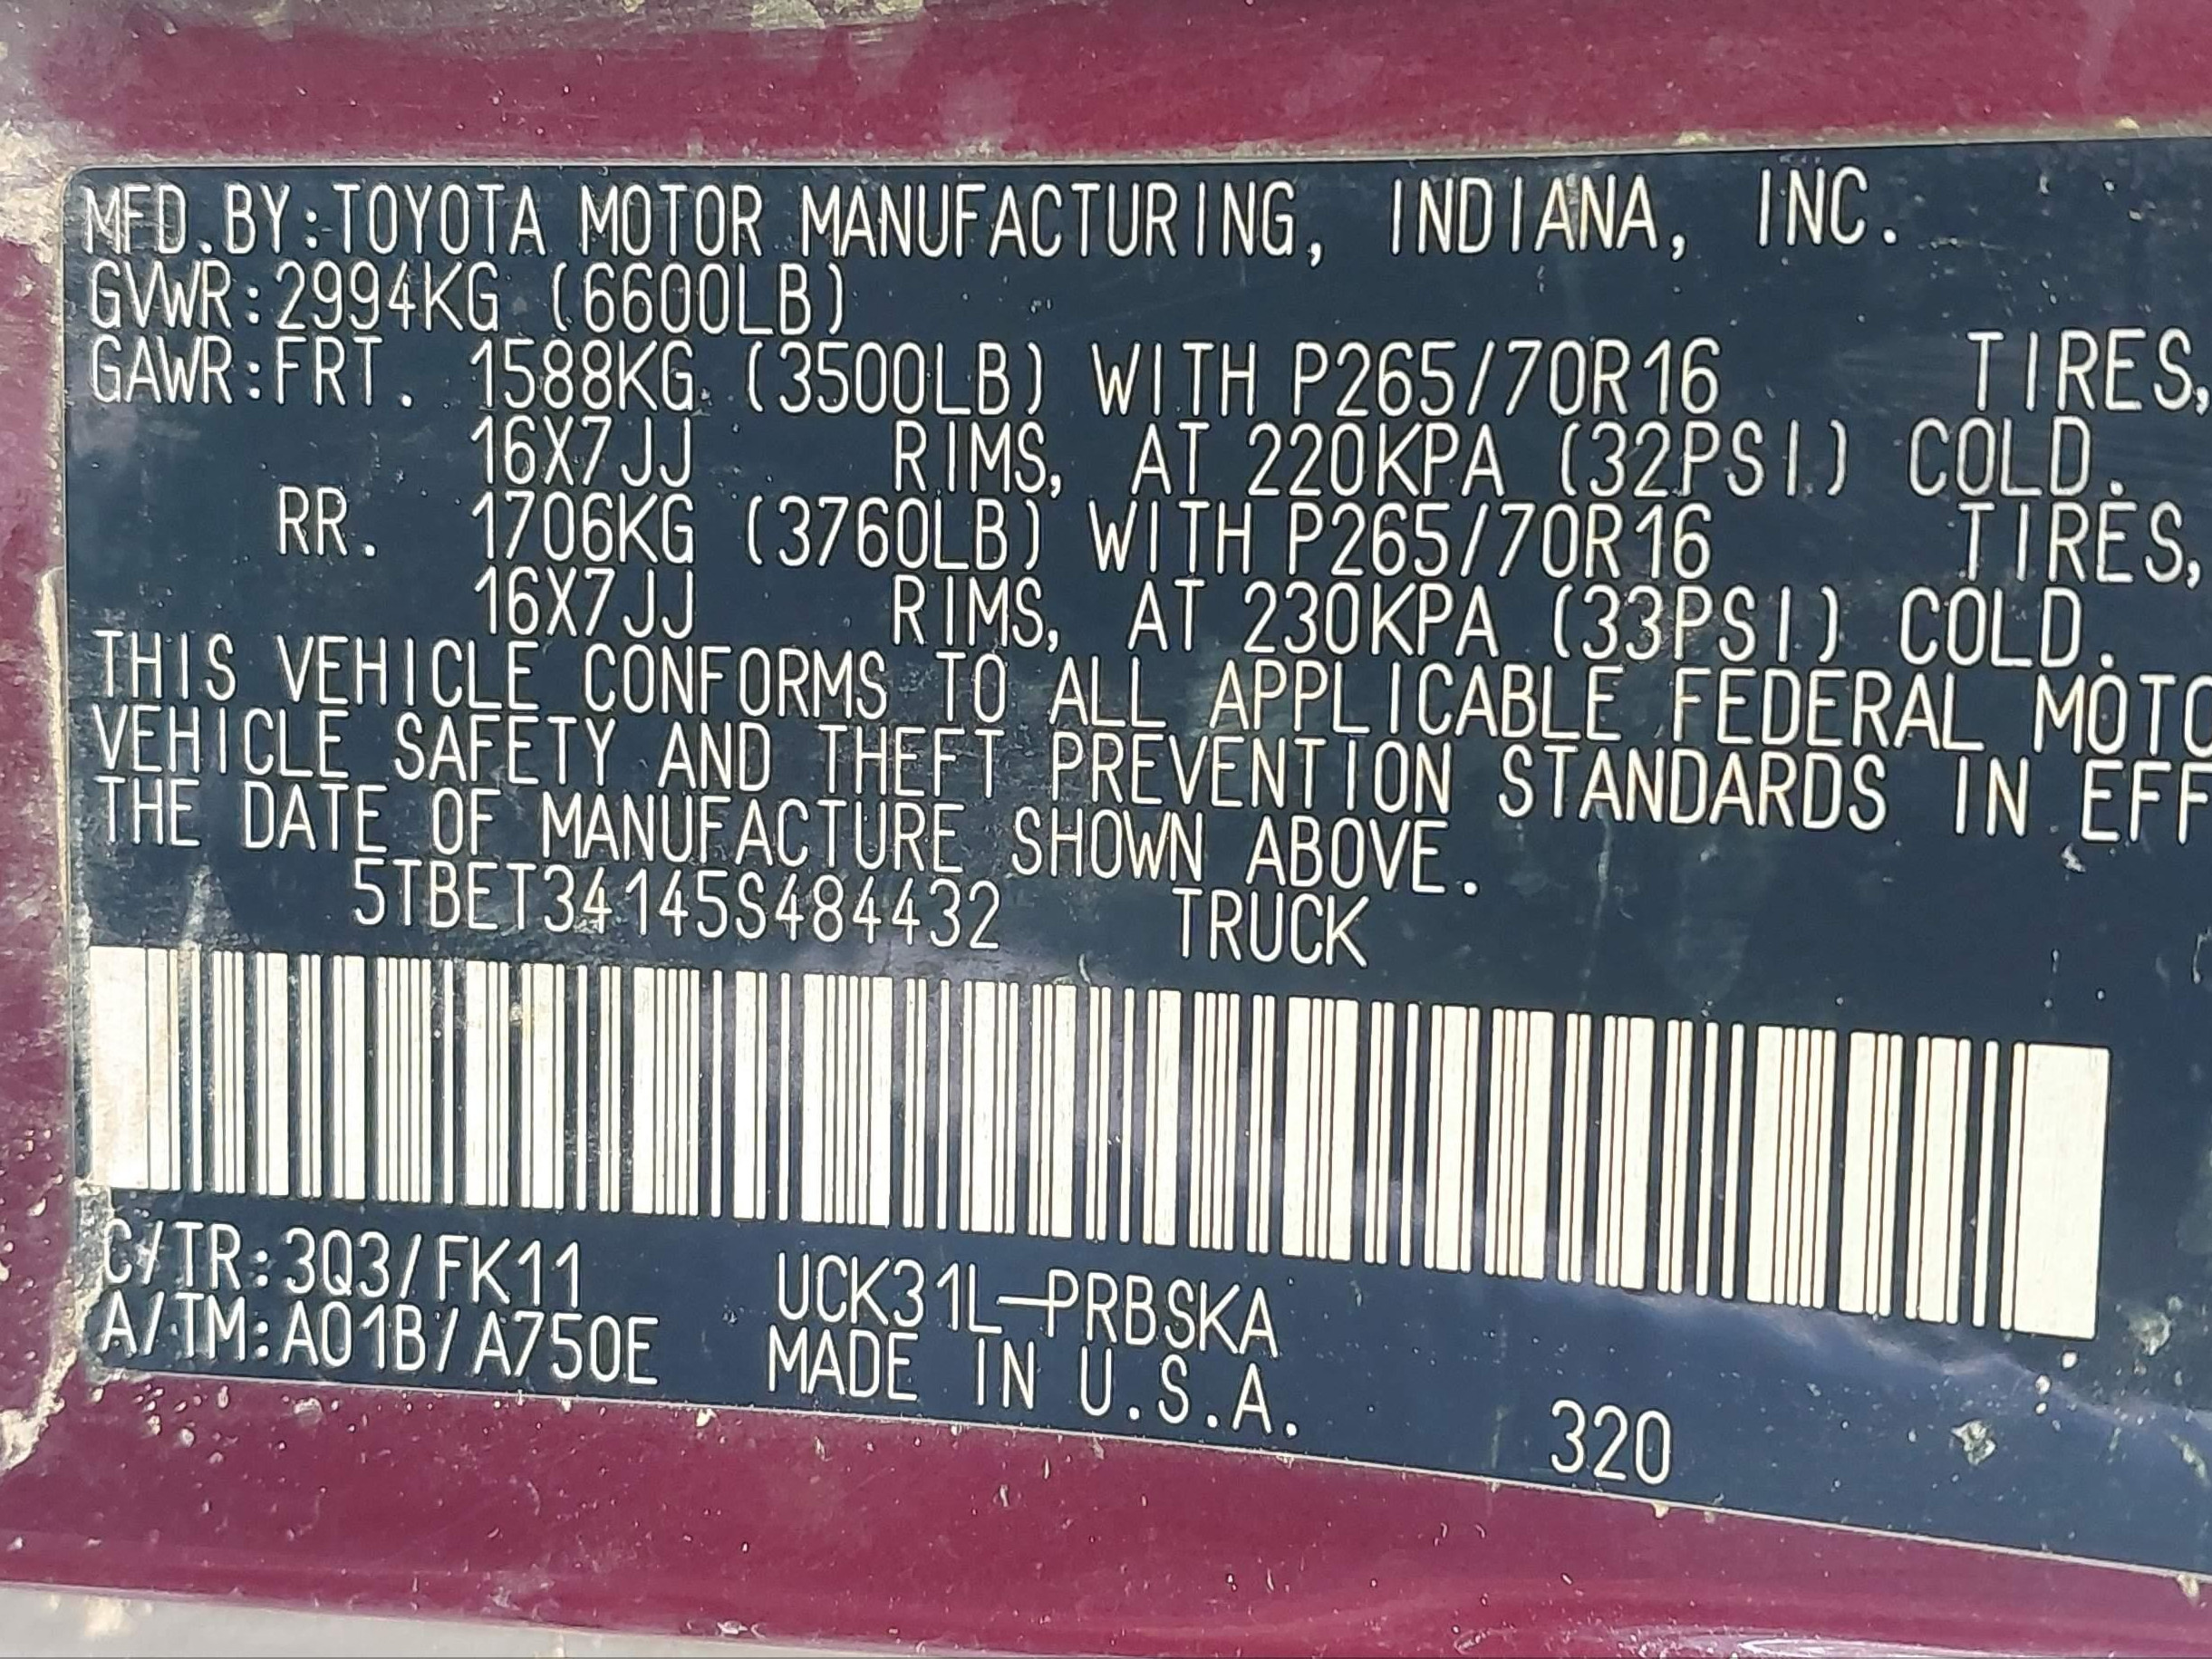 MFD.BY:TOYOTA MOTOR MANUFACTURING, INDIANA, INC.
GVWR:2994KG (6600LB)
GAWR:FRT. 1588KG (3500LB) WITH P265/70R16 TIRES,
16X7JJ RIMS, AT 220KPA (32PSI) COLD.
RR. 1706KG (3760LB) WITH P265/70R16 TIRES,
16X7JJ RIMS, AT 230KPA (33PSI) COLD.
THIS VEHICLE CONFORMS TO ALL APPLICABLE FEDERAL MOTO
VEHICLE SAFETY AND THEFT PREVENTION STANDARDS IN EFF
THE DATE OF MANUFACTURE SHOWN ABOVE.
5TBET34145S484432 TRUCK
C/TR:3Q3/FK11 UCK31L-PRBSKA
A/TM:A01B/A750E MADE IN U.S.A. 320